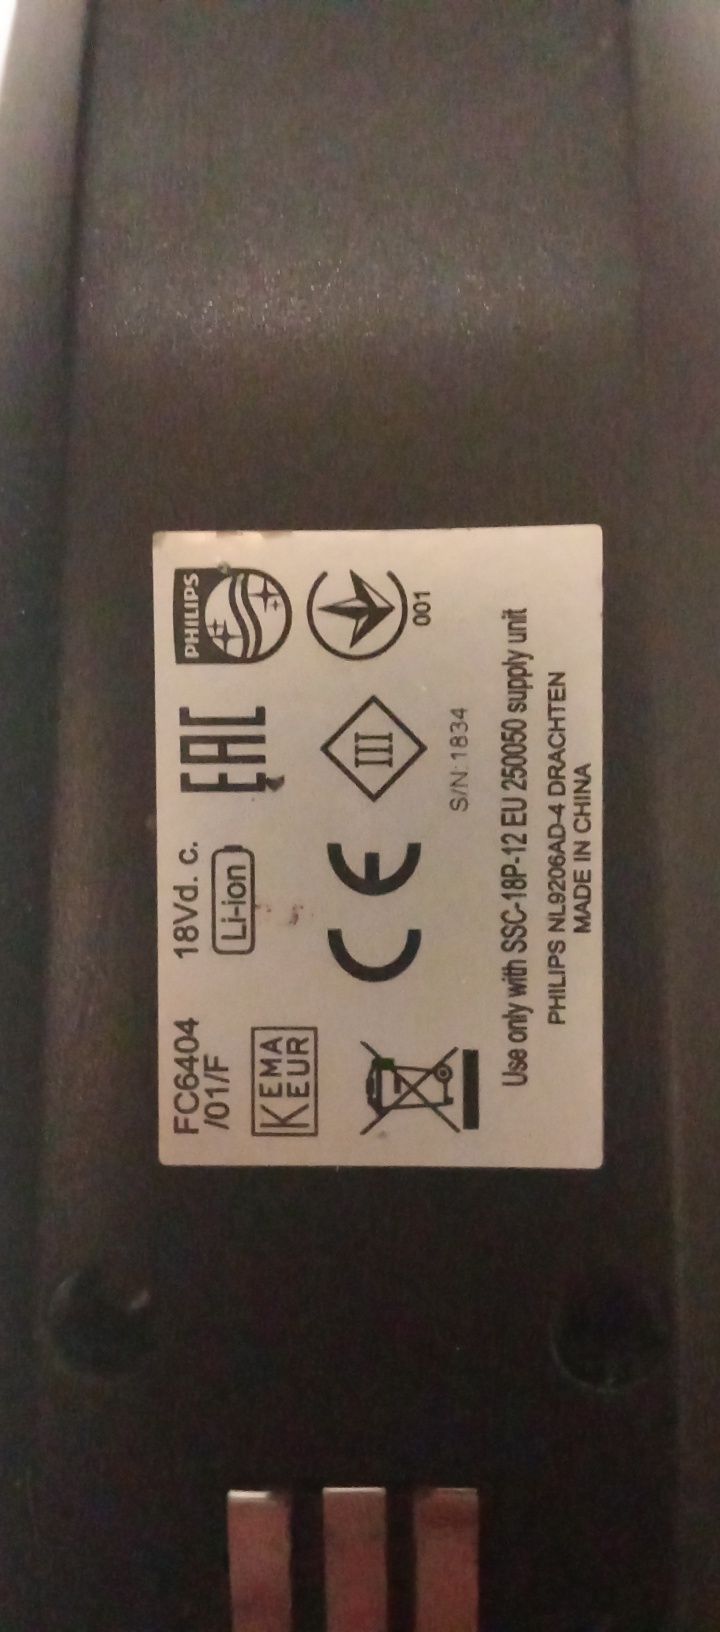 FC6404
/01/F
18Vd. c.
Li-ion
EAC
PHILIPS
KEMA
KEUR
CE
III
001
S/N: 1834
Use only with SSC-18P-12 EU 250050 supply unit
PHILIPS NL9206AD-4 DRACHTEN
MADE IN CHINA